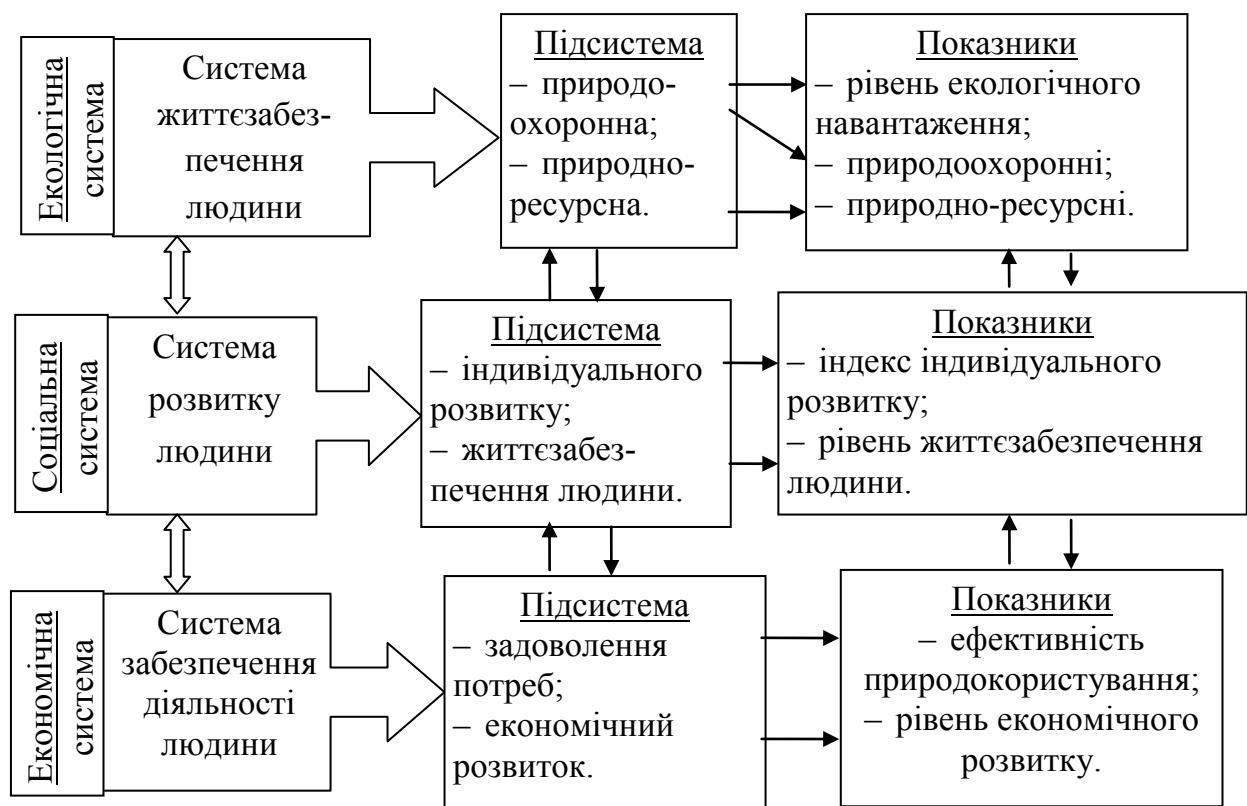 Екологічна
система
Система
життєзабез-
печення
людини
Підсистема
– природо-
охоронна;
– природно-
ресурсна.
Показники
– рівень екологічного
навантаження;
– природоохоронні;
– природно-ресурсні.
Соціальна
система
Система
розвитку
людини
Підсистема
– індивідуального
розвитку;
– життєзабез-
печення людини.
Показники
– індекс індивідуального
розвитку;
– рівень життєзабезпечення
людини.
Економічна
система
Система
забезпечення
діяльності
людини
Підсистема
– задоволення
потреб;
– економічний
розвиток.
Показники
– ефективність
природокористування;
– рівень економічного
розвитку.